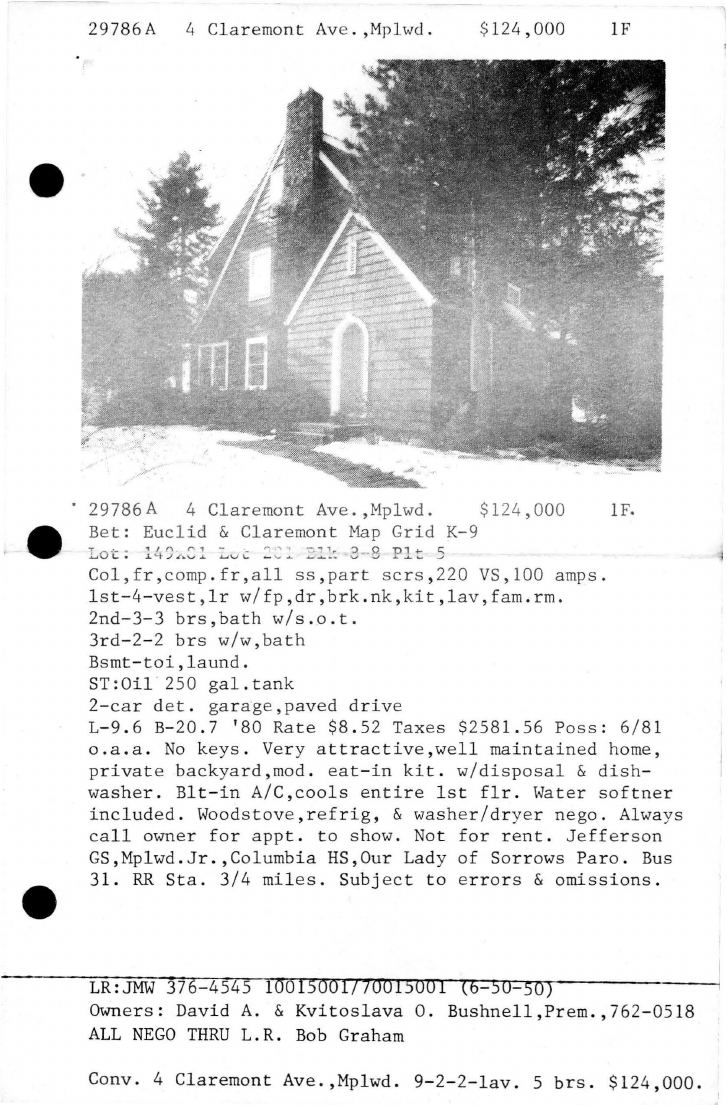 29786A 4 Claremont Ave.,Mplwd. $124,000 1F
29786A 4 Claremont Ave.,Mplwd. $124,000 1F.
Bet: Euclid & Claremont Map Grid K-9
Lot: 149x81 Lot 281 Blk 8-8 Plt 5
Col,fr,comp.fr,all ss,part scrs,220 VS,100 amps.
1st-4-vest,lr w/fp,dr,brk.nk,kit,lav,fam.rm.
2nd-3-3 brs,bath w/s.o.t.
3rd-2-2 brs w/w,bath
Bsmt-toi,laund.
ST:Oil 250 gal.tank
2-car det. garage,paved drive
L-9.6 B-20.7 '80 Rate $8.52 Taxes $2581.56 Poss: 6/81
o.a.a. No keys. Very attractive,well maintained home,
private backyard,mod. eat-in kit. w/disposal & dish-
washer. Blt-in A/C,cools entire 1st flr. Water softner
included. Woodstove,refrig, & washer/dryer nego. Always
call owner for appt. to show. Not for rent. Jefferson
GS,Mplwd.Jr.,Columbia HS,Our Lady of Sorrows Paro. Bus
31. RR Sta. 3/4 miles. Subject to errors & omissions.
LR:JMW 376-4545 10015001/70015001 (6-50-50)
Owners: David A. & Kvitoslava O. Bushnell,Prem.,762-0518
ALL NEGO THRU L.R. Bob Graham
Conv. 4 Claremont Ave.,Mplwd. 9-2-2-lav. 5 brs. $124,000.